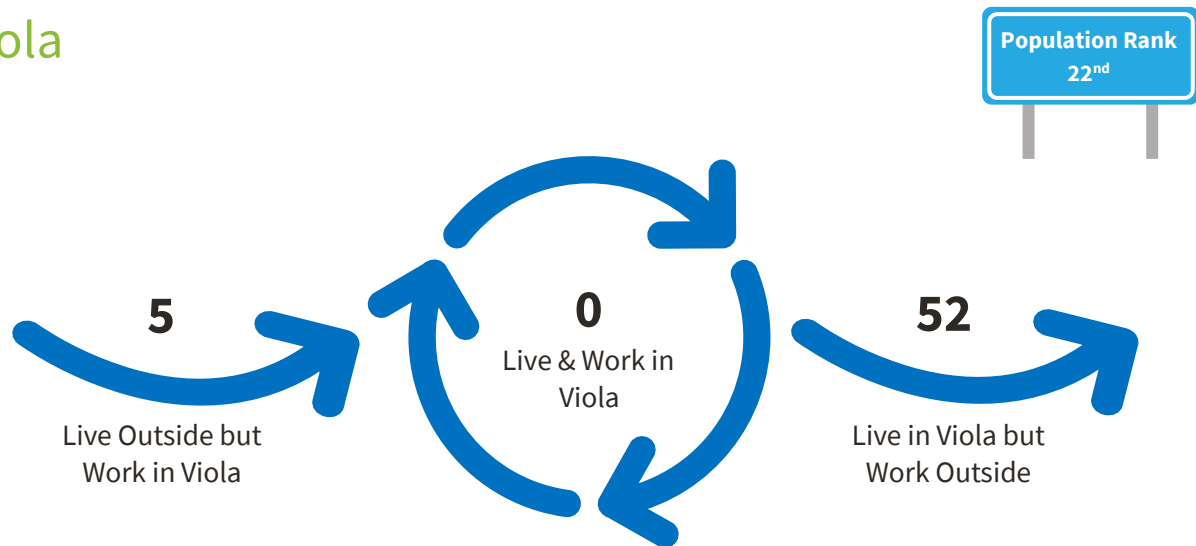 ola
Population Rank
22nd
5
Live Outside but
Work in Viola
0
Live & Work in
Viola
52
Live in Viola but
Work Outside